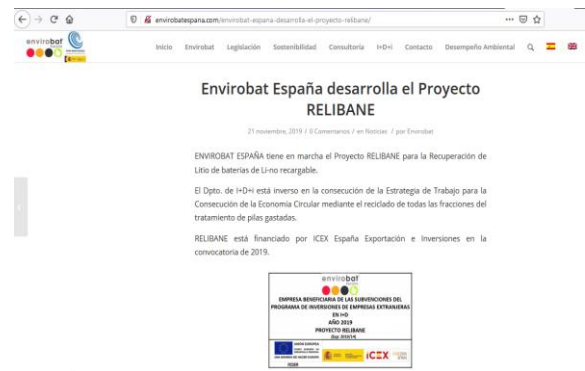 envirobatespana.com/envirobat-espana-desarrolla-el-proyecto-relibane/
envirobat
Inicio Envirobat Legislación Sostenibilidad Consultoría I+D+i Contacto Desempeño Ambiental
Envirobat España desarrolla el Proyecto
RELIBANE
21 noviembre, 2019 / 0 Comentarios / en Noticias / por Envirobat
ENVIROBAT ESPAÑA tiene en marcha el Proyecto RELIBANE para la Recuperación de
Litio de baterías de Li-no recargable.
El Dpto. de I+D+i está inverso en la consecución de la Estrategia de Trabajo para la
Consecución de la Economía Circular mediante el reciclado de todas las fracciones del
tratamiento de pilas gastadas.
RELIBANE está financiado por ICEX España Exportación e Inversiones en la
convocatoria de 2019.
envirobat
EMPRESA BENEFICIARIA DE LAS SUBVENCIONES DEL
PROGRAMA DE INVERSIONES DE EMPRESAS EXTRANJERAS
EN I+D
AÑO 2019
PROYECTO RELIBANE
UNIÓN EUROPEA
ICEX